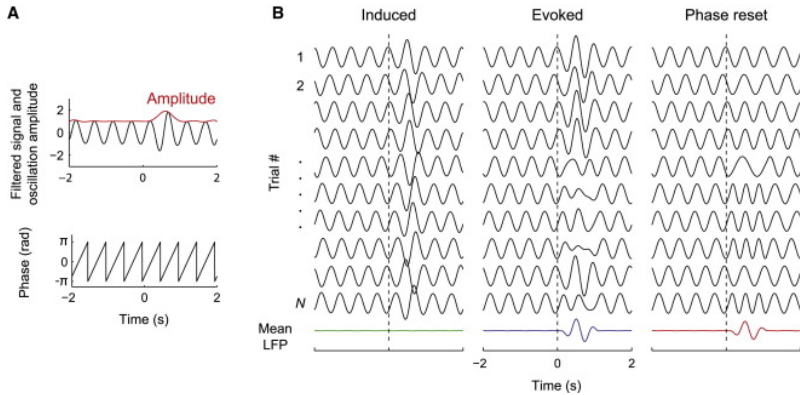 A
Filtered signal and
oscillation amplitude
Amplitude
2
0
−2
−2 0 2
Phase (rad)
π
0
-π
−2 0 2
Time (s)
B
Induced Evoked Phase reset
Trial #
1
2
N
Mean
LFP
−2 0 2
Time (s)